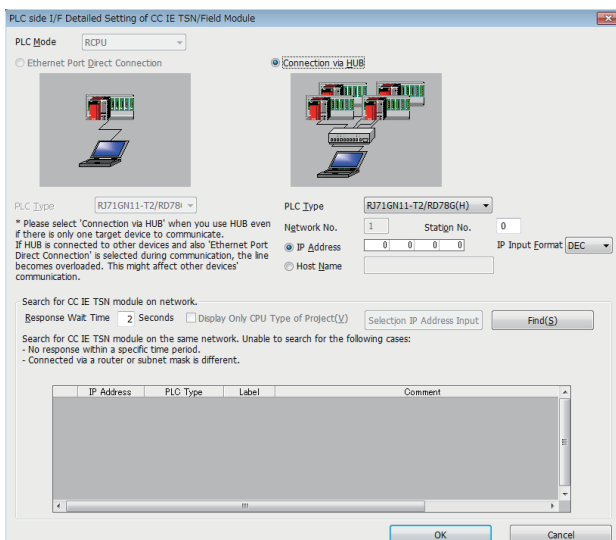 PLC side I/F Detailed Setting of CC IE TSN/Field Module
PLC Mode RCPU
Ethernet Port Direct Connection
Connection via HUB
PLC Type RJ71GN11-T2/RD78(
PLC Type RJ71GN11-T2/RD78G(H)
* Please select 'Connection via HUB' when you use HUB even
if there is only one target device to communicate.
If HUB is connected to other devices and also 'Ethernet Port
Direct Connection' is selected during communication, the line
becomes overloaded. This might affect other devices'
communication.
Network No. 1 Station No. 0
IP Address 0 0 0 0 IP Input Format DEC
Host Name
Search for CC IE TSN module on network.
Response Wait Time 2 Seconds Display Only CPU Type of Project(V) Selection IP Address Input Find(S)
Search for CC IE TSN module on the same network. Unable to search for the following cases:
- No response within a specific time period.
- Connected via a router or subnet mask is different.
IP Address PLC Type Label Comment
OK Cancel